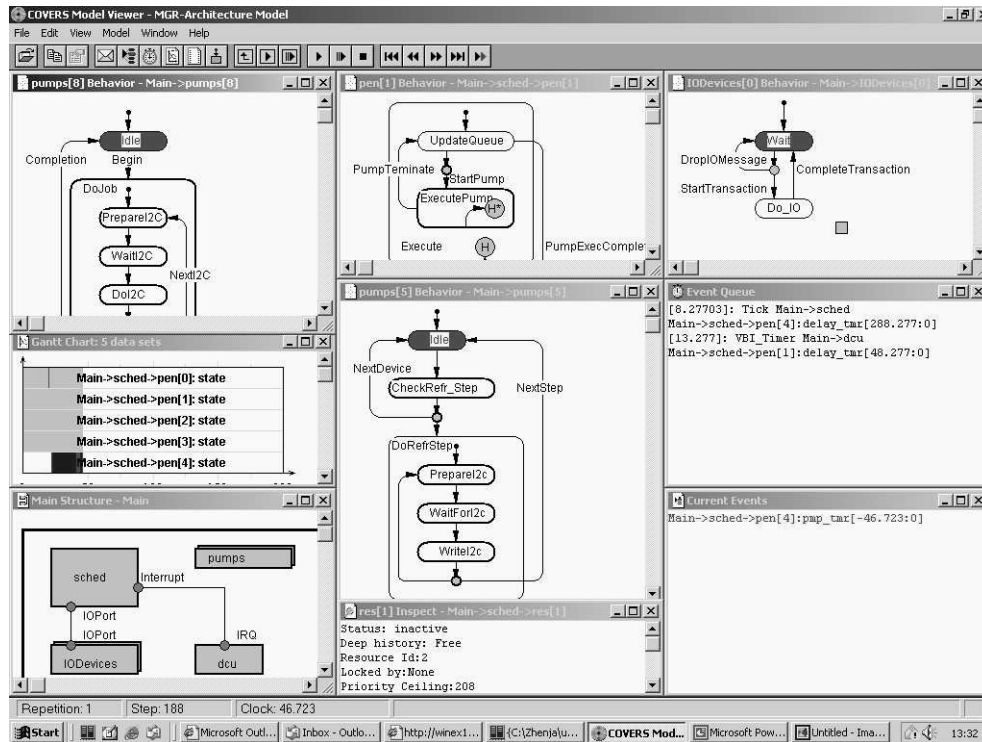 COVERS Model Viewer - MGR-Architecture Model
File Edit View Model Window Help
pumps[8] Behavior - Main->pumps[8]
Idle
Completion
Begin
DoJob
PrepareI2C
WaitI2C
NextI2C
DoI2C
Gantt Chart: 5 data sets
Main->sched->pen[0]: state
Main->sched->pen[1]: state
Main->sched->pen[2]: state
Main->sched->pen[3]: state
Main->sched->pen[4]: state
Main Structure - Main
pumps
sched
Interrupt
IOPort
IOPort
IRQ
IODevices
dcu
pen[1] Behavior - Main->sched->pen[1]
UpdateQueue
PumpTeminate
StartPump
ExecutePump
H*
Execute
H
PumpExecComplet
pumps[5] Behavior - Main->pumps[5]
Idle
NextDevice
CheckRefr_Step
NextStep
DoRefrStep
PrepareI2c
WaitForI2c
WriteI2c
res[1] Inspect - Main->sched->res[1]
Status: inactive
Deep history: Free
Resource Id:2
Locked by:None
Priority Ceiling:208
IODevices[0] Behavior - Main->IODevices[0]
Wait
DropIOMessage
CompleteTransaction
StartTransaction
Do_IO
Event Queue
[8.27703]: Tick Main->sched
Main->sched->pen[4]:delay_tmr[288.277:0]
[13.277]: VBI_Timer Main->dcu
Main->sched->pen[1]:delay_tmr[48.277:0]
Current Events
Main->sched->pen[4]:pmp_tmr[-46.723:0]
Repetition: 1 Step: 188 Clock: 46.723
Start Microsoft Outl... Inbox - Outlo... http://winex1... {C:\Zhenja\u... COVERS Mod... Microsoft Pow... Untitled - Ima... 13:32